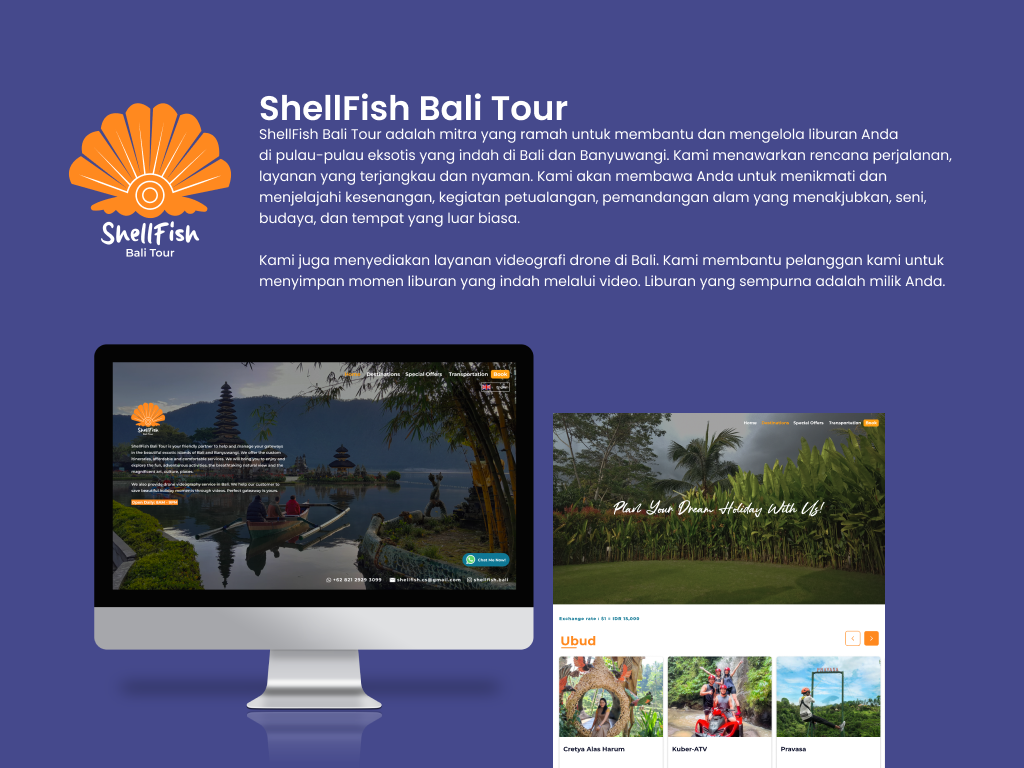 ShellFish Bali Tour
ShellFish Bali Tour adalah mitra yang ramah untuk membantu dan mengelola liburan Anda
di pulau-pulau eksotis yang indah di Bali dan Banyuwangi. Kami menawarkan rencana perjalanan,
layanan yang terjangkau dan nyaman. Kami akan membawa Anda untuk menikmati dan
menjelajahi kesenangan, kegiatan petualangan, pemandangan alam yang menakjubkan, seni,
budaya, dan tempat yang luar biasa.
Kami juga menyediakan layanan videografi drone di Bali. Kami membantu pelanggan kami untuk
menyimpan momen liburan yang indah melalui video. Liburan yang sempurna adalah milik Anda.
ShellFish
Bali Tour
Home Destinations Special Offers Transportation Book
ShellFish
Bali Tour
ShellFish Bali Tour is your friendly partner to help and manage your gateways
in the beautiful exootic islands of Bali and Banyuwangi. We offer the custom
itineraries, affordable and comfortable services. We will bring you to enjoy and
explore the fun, adventurous activities, the breathtaking natural view and the
magnificent art, culture, places.
We also provide drone videography service in Bali. We help our customer to
save beautiful holiday moments through videos. Perfect gateaway is yours.
Chat Me Now!
+62 821 2929 3099 shellfish.cs@gmail.com shellfish.bali
Home Destinations Special Offers Transportation Book
Plan Your Dream Holiday With Us!
Exchange rate : $1 = IDR 15,000
Ubud
Cretya Alas Harum
Kuber-ATV
Pravasa